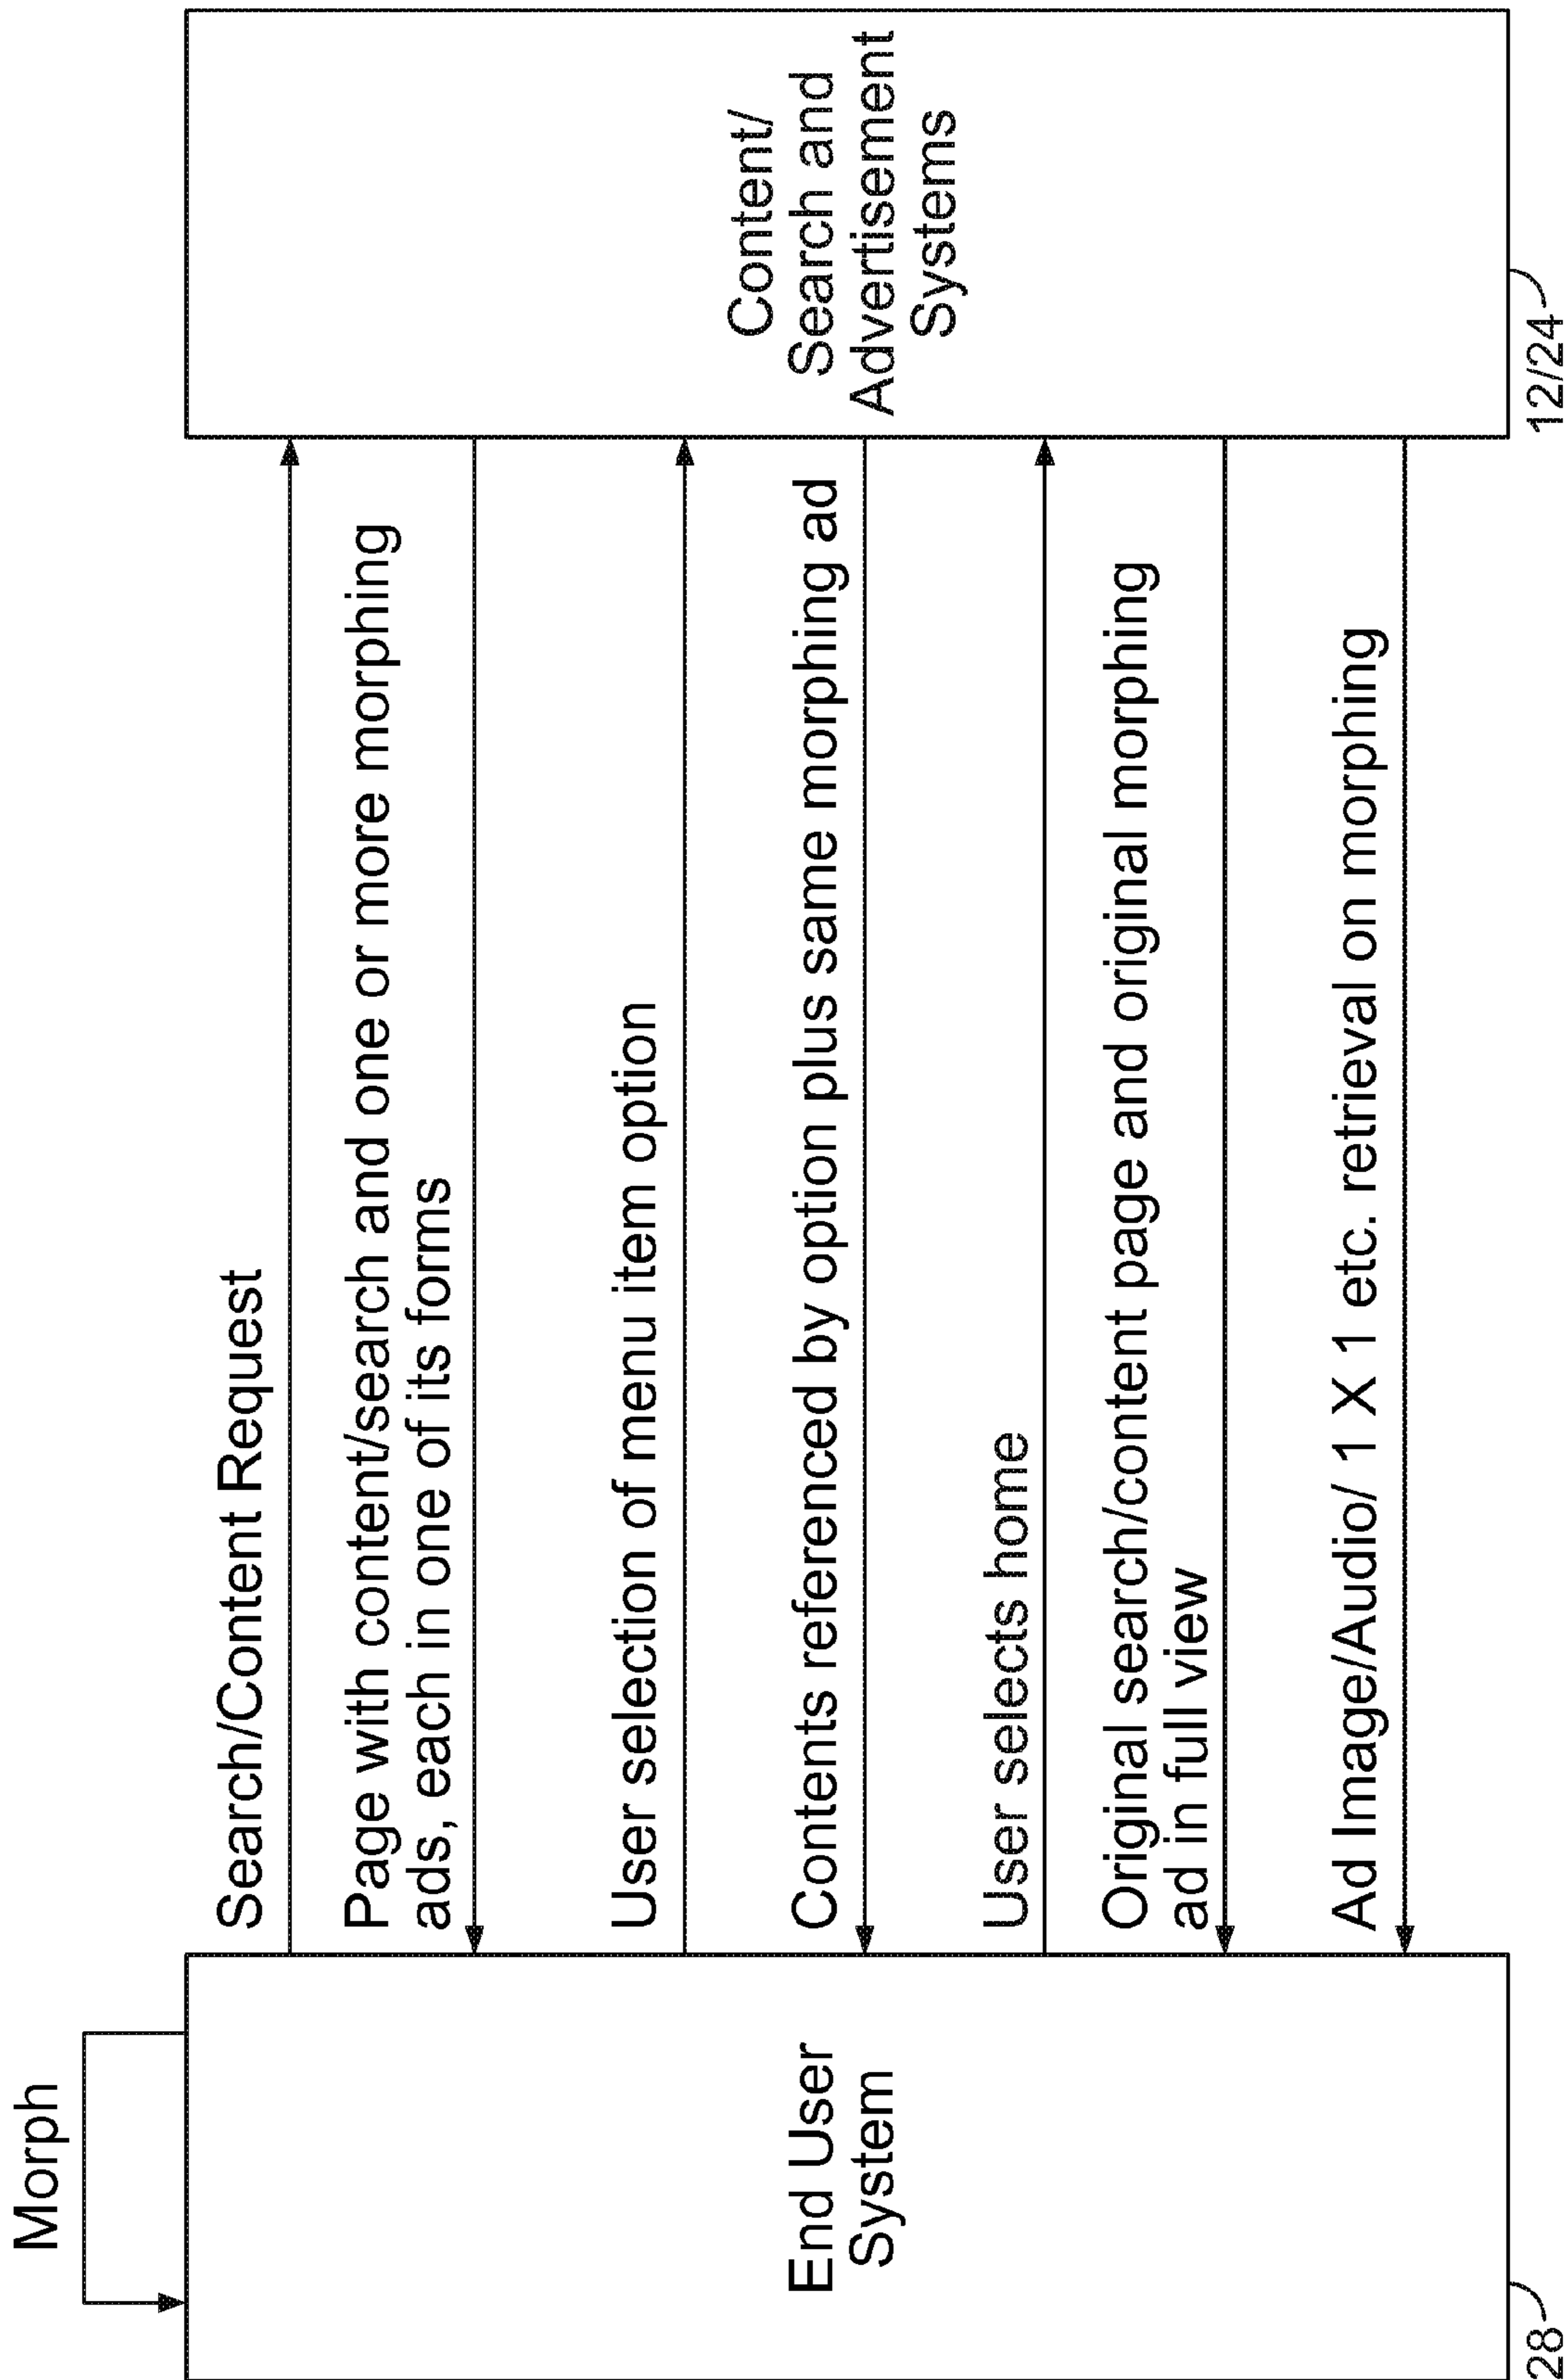 Morph
End User
System
28
Search/Content Request
Page with content/search and one or more morphing
ads, each in one of its forms
User selection of menu item option
Contents referenced by option plus same morphing ad
User selects home
Original search/content page and original morphing
ad in full view
Ad Image/Audio/ 1 X 1 etc. retrieval on morphing
Content/
Search and
Advertisement
Systems
12/24